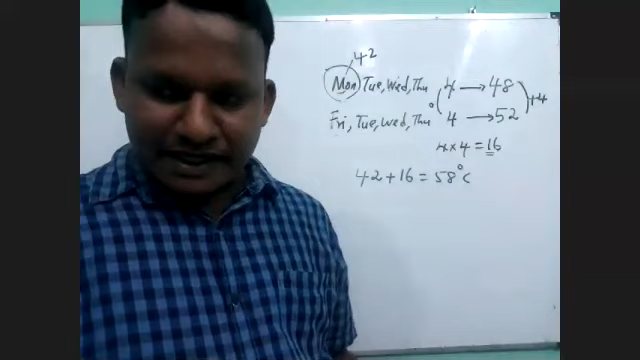 42
Mon, Tue, Wed, Thu 4 → 48
+4
Fri, Tue, Wed, Thu 4 → 52
4 × 4 = 16
42 + 16 = 58°C